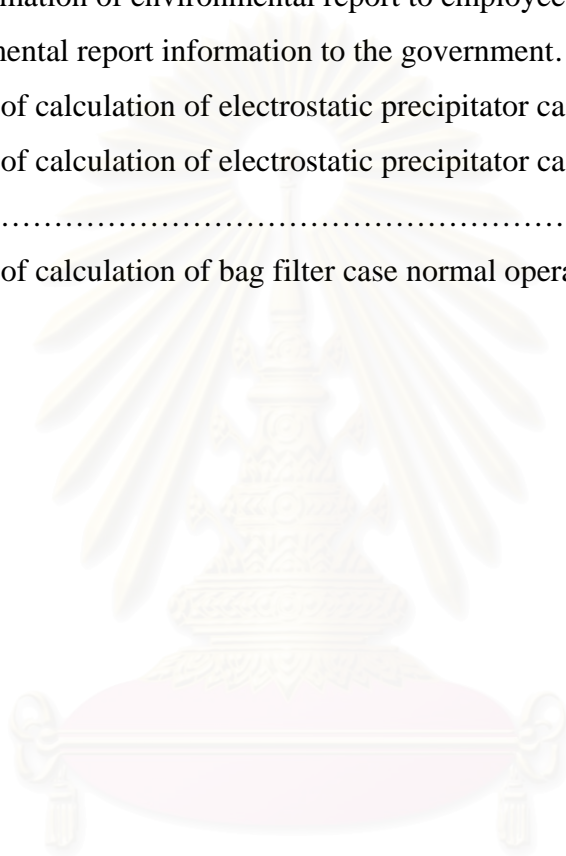 mation of environmental report to employee
mental report information to the government.
of calculation of electrostatic precipitator ca
of calculation of electrostatic precipitator ca
……………………………………………………
of calculation of bag filter case normal opera